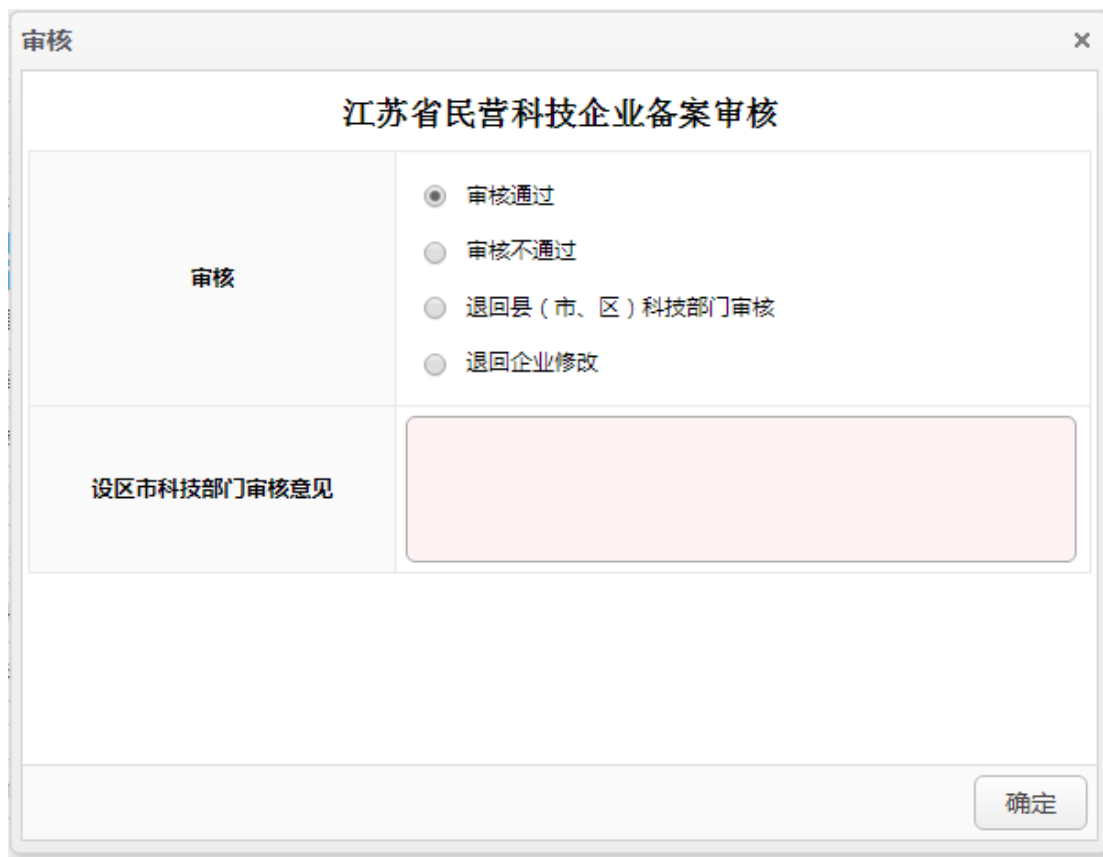 审核
江苏省民营科技企业备案审核
审核
审核通过
审核不通过
退回县（市、区）科技部门审核
退回企业修改
设区市科技部门审核意见
确定